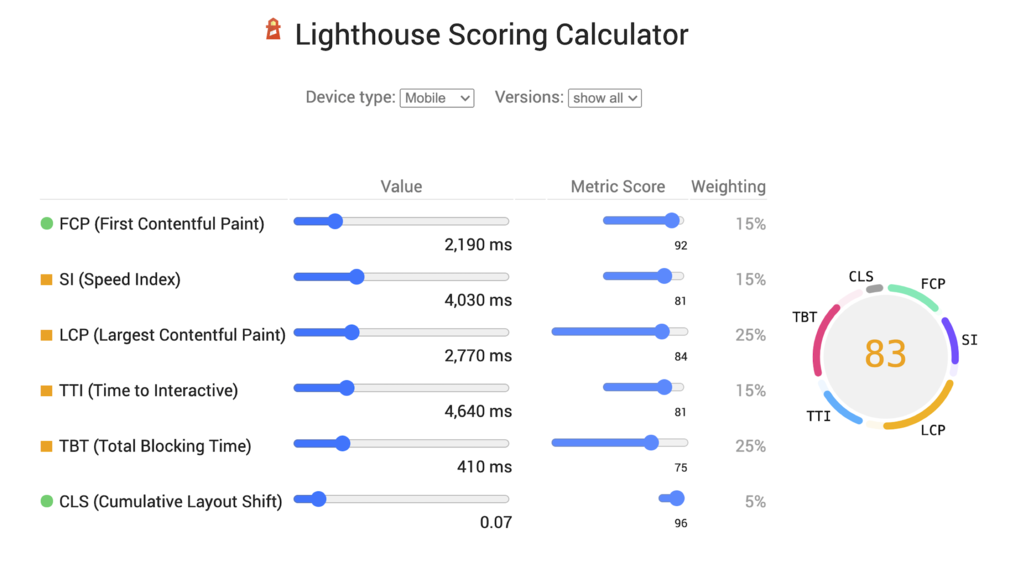 Lighthouse Scoring Calculator
Device type: Mobile Versions: show all
Value Metric Score Weighting
FCP (First Contentful Paint) 15%
2,190 ms 92
SI (Speed Index) 15%
4,030 ms 81
LCP (Largest Contentful Paint) 25%
2,770 ms 84
TTI (Time to Interactive) 15%
4,640 ms 81
TBT (Total Blocking Time) 25%
410 ms 75
CLS (Cumulative Layout Shift) 5%
0.07 96
CLS FCP
TBT SI
83
TTI LCP